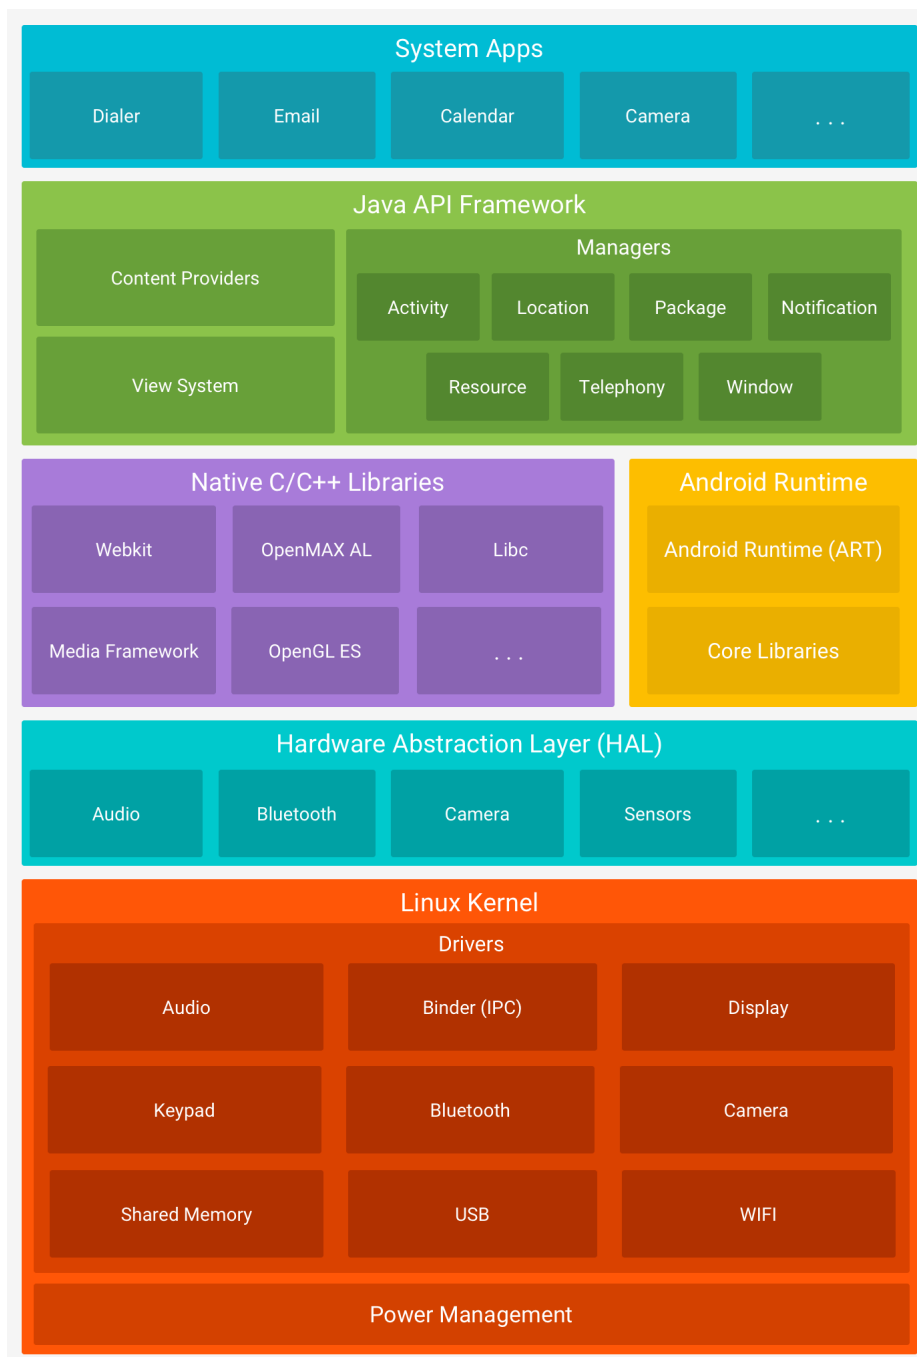 System Apps
Dialer
Email
Calendar
Camera
. . .
Java API Framework
Content Providers
View System
Managers
Activity
Location
Package
Notification
Resource
Telephony
Window
Native C/C++ Libraries
Webkit
OpenMAX AL
Libc
Media Framework
OpenGL ES
. . .
Android Runtime
Android Runtime (ART)
Core Libraries
Hardware Abstraction Layer (HAL)
Audio
Bluetooth
Camera
Sensors
. . .
Linux Kernel
Drivers
Audio
Binder (IPC)
Display
Keypad
Bluetooth
Camera
Shared Memory
USB
WIFI
Power Management